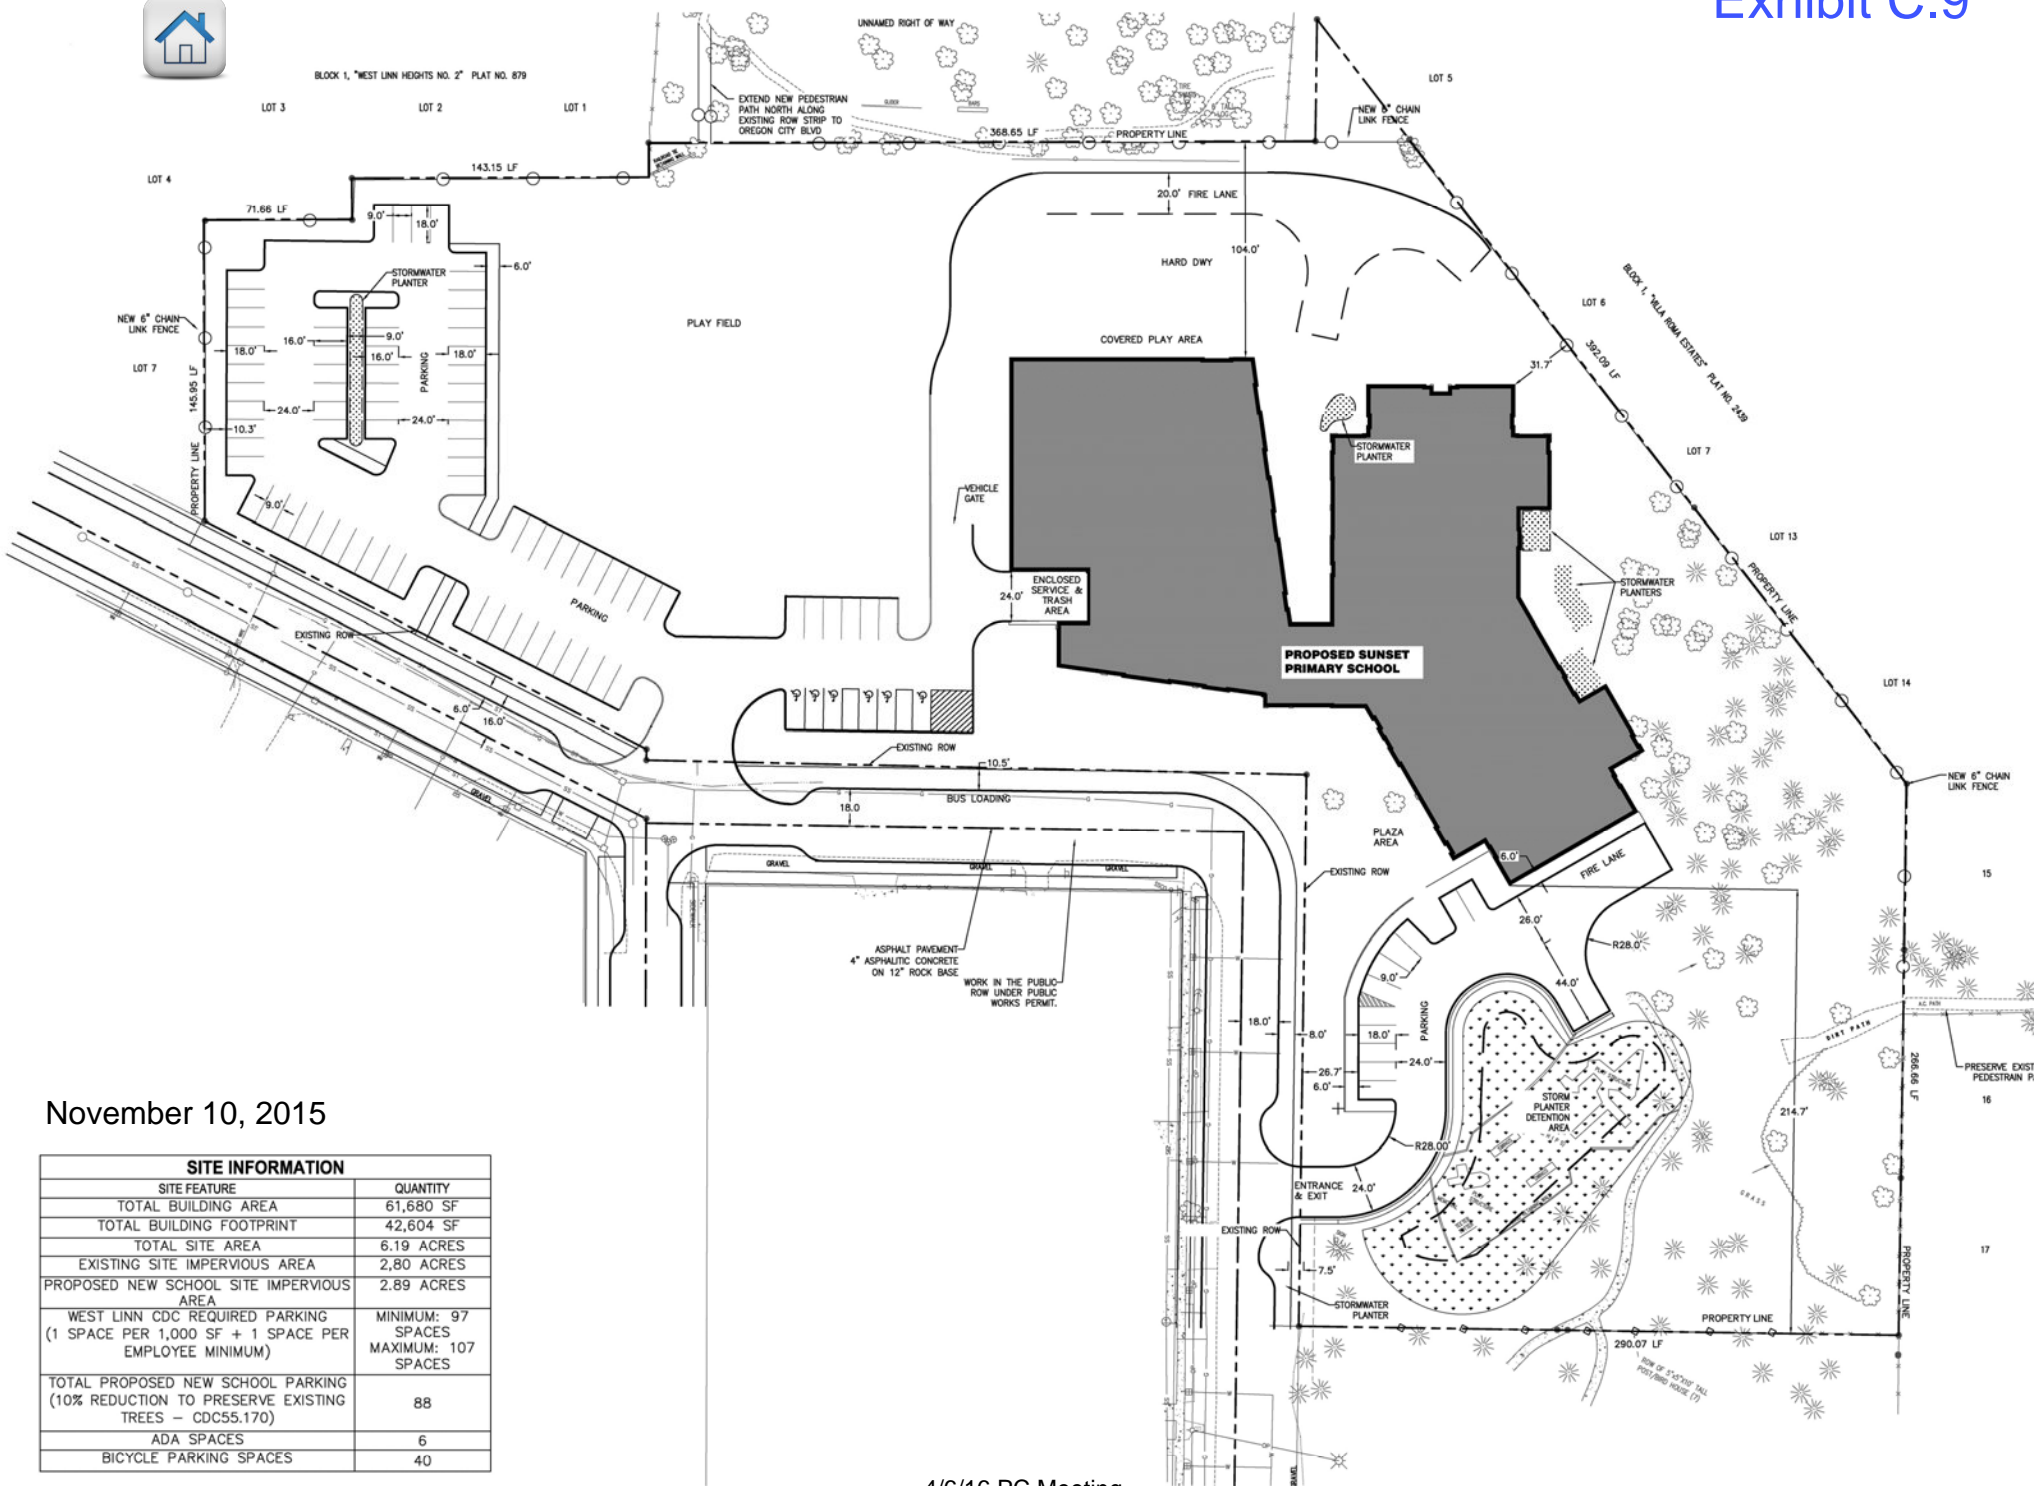 Exhibit C.9
UNNAMED RIGHT OF WAY
BLOCK 1, "WEST LINN HEIGHTS NO. 2" PLAT NO. 879
LOT 3
LOT 2
LOT 1
LOT 5
EXTEND NEW PEDESTRIAN
PATH NORTH ALONG
EXISTING ROW STRIP TO
OREGON CITY BLVD
NEW 6" CHAIN
LINK FENCE
368.65 LF
PROPERTY LINE
143.15 LF
LOT 4
71.66 LF
9.0'
18.0'
20.0' FIRE LANE
104.0'
HARD DWY
6.0'
STORMWATER
PLANTER
NEW 6" CHAIN
LINK FENCE
LOT 7
145.95 LF
PROPERTY LINE
18.0'
16.0'
9.0'
16.0'
18.0'
PARKING
24.0'
24.0'
10.3'
9.0'
PLAY FIELD
COVERED PLAY AREA
LOT 6
BLOCK 1, "VILLA ROMA ESTATES" PLAT NO. 2439
392.09 LF
31.7'
STORMWATER
PLANTER
LOT 7
VEHICLE
GATE
LOT 13
PROPERTY LINE
ENCLOSED
SERVICE &
TRASH
AREA
24.0'
STORMWATER
PLANTERS
PARKING
EXISTING ROW
PROPOSED SUNSET
PRIMARY SCHOOL
LOT 14
6.0'
16.0'
EXISTING ROW
10.5'
BUS LOADING
18.0
GRAVEL
NEW 6" CHAIN
LINK FENCE
PLAZA
AREA
GRAVEL
GRAVEL
GRAVEL
6.0'
FIRE LANE
EXISTING ROW
15
26.0'
R28.0'
ASPHALT PAVEMENT
4" ASPHALITIC CONCRETE
ON 12" ROCK BASE
WORK IN THE PUBLIC
ROW UNDER PUBLIC
WORKS PERMIT.
9.0'
44.0'
A.C. PATH
DIRT PATH
18.0'
8.0'
18.0'
PARKING
24.0'
26.7'
6.0'
266.66 LF
PRESERVE EXIST
PEDESTRAIN P
16
STORM
PLANTER
DETENTION
AREA
214.7'
R28.00'
ENTRANCE
& EXIT
24.0'
GRASS
EXISTING ROW
17
7.5'
STORMWATER
PLANTER
PROPERTY LINE
PROPERTY LINE
290.07 LF
November 10, 2015
SITE INFORMATION
SITE FEATURE QUANTITY
TOTAL BUILDING AREA 61,680 SF
TOTAL BUILDING FOOTPRINT 42,604 SF
TOTAL SITE AREA 6.19 ACRES
EXISTING SITE IMPERVIOUS AREA 2,80 ACRES
PROPOSED NEW SCHOOL SITE IMPERVIOUS 2.89 ACRES
AREA
WEST LINN CDC REQUIRED PARKING MINIMUM: 97
(1 SPACE PER 1,000 SF + 1 SPACE PER SPACES
EMPLOYEE MINIMUM) MAXIMUM: 107
SPACES
TOTAL PROPOSED NEW SCHOOL PARKING
(10% REDUCTION TO PRESERVE EXISTING 88
TREES – CDC55.170)
ADA SPACES 6
BICYCLE PARKING SPACES 40
4/6/16 PC Meeting